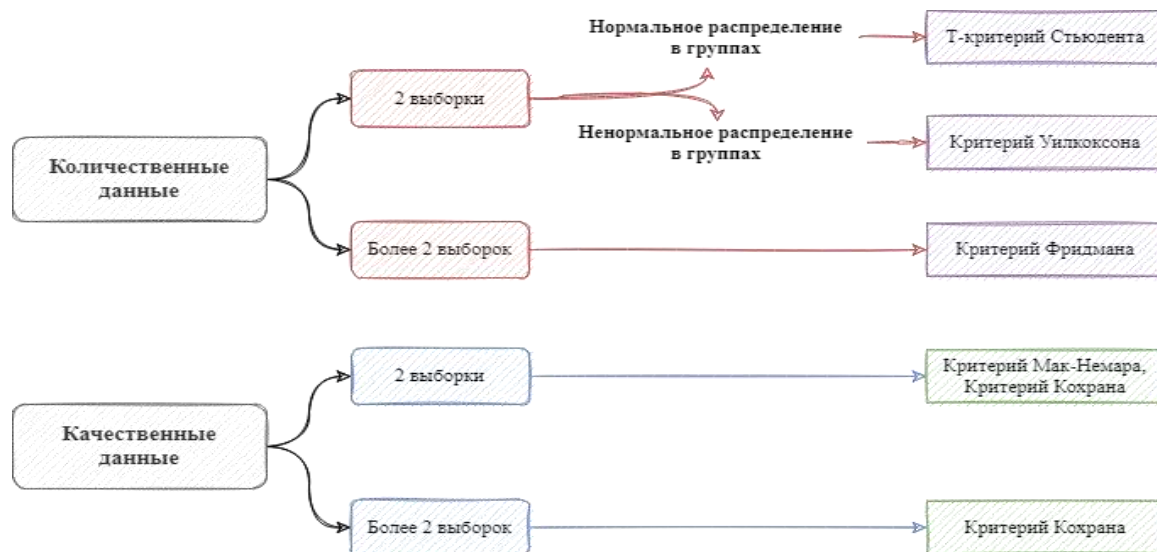 Нормальное распределение
в группах
Т-критерий Стьюдента
2 выборки
Ненормальное распределение
в группах
Критерий Уилкоксона
Количественные
данные
Более 2 выборок
Критерий Фридмана
2 выборки
Критерий Мак-Немара,
Критерий Кохрана
Качественные
данные
Более 2 выборок
Критерий Кохрана